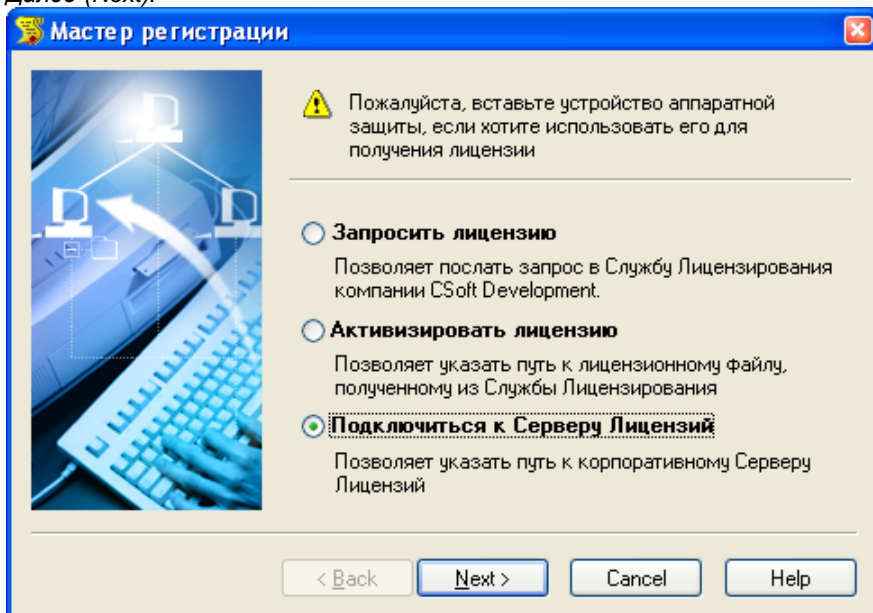 Далее (Next).
Мастер регистрации
Пожалуйста, вставьте устройство аппаратной
защиты, если хотите использовать его для
получения лицензии
Запросить лицензию
Позволяет послать запрос в Службу Лицензирования
компании CSoft Development.
Активизировать лицензию
Позволяет указать путь к лицензионному файлу,
полученному из Службы Лицензирования
Подключиться к Серверу Лицензий
Позволяет указать путь к корпоративному Серверу
Лицензий
< Back Next > Cancel Help